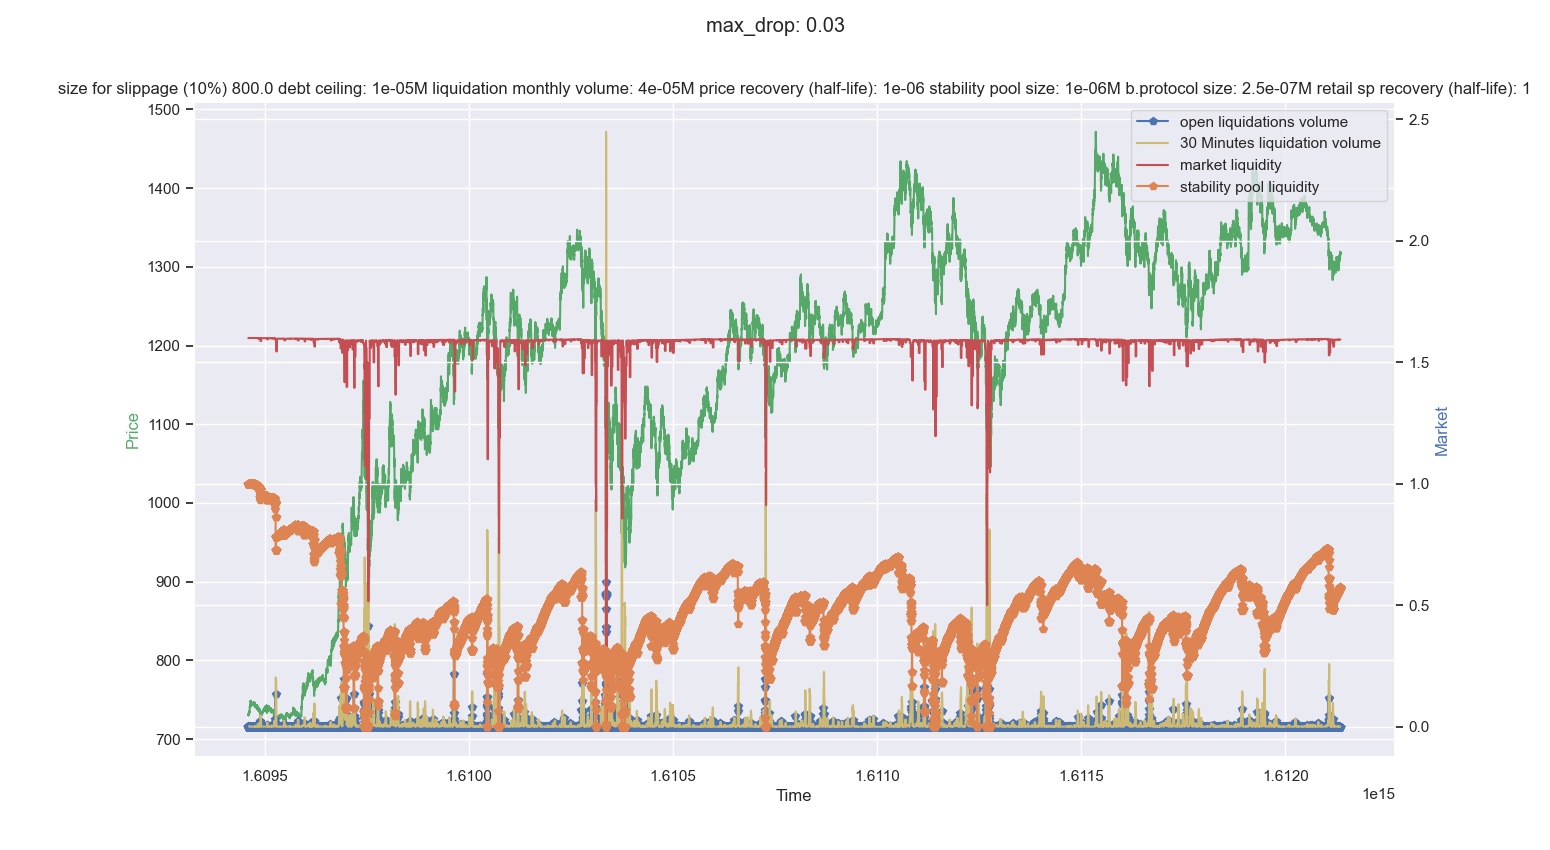 max_drop: 0.03
size for slippage (10%) 800.0 debt ceiling: 1e-05M liquidation monthly volume: 4e-05M price recovery (half-life): 1e-06 stability pool size: 1e-06M b.protocol size: 2.5e-07M retail sp recovery (half-life): 1
open liquidations volume
30 Minutes liquidation volume
market liquidity
stability pool liquidity
1500
1400
1300
1200
1100
1000
900
800
700
Price
2.5
2.0
1.5
1.0
0.5
0.0
Market
1.6095 1.6100 1.6105 1.6110 1.6115 1.6120
1e15
Time